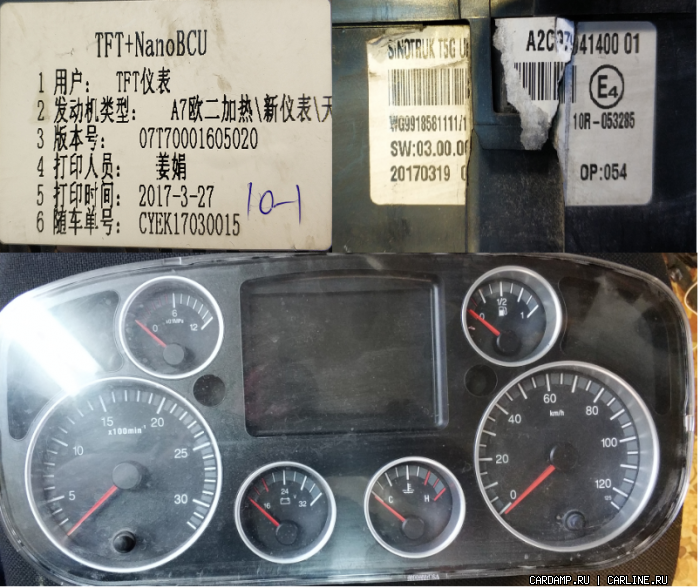 TFT+NanoBCU
1 用户: TFT仪表
2 发动机类型: A7欧二加热\新仪表\天
3 版本号: 07T70001605020
4 打印人员: 姜娟
5 打印时间: 2017-3-27
6 随车单号: CYEK17030015
10-1
SINOTRUK T5G
WG9918581111/1
SW:03.00.00
20170319
A2C97 041400 01
E4
10R-053285
OP:054
0 6 12
x100kPa
0 1/2 1
5 10 15 20 25 30
x100min
16 24 32
V
C H
0 20 40 60 80 100 120
km/h
CARDAMP.RU | CARLINE.RU